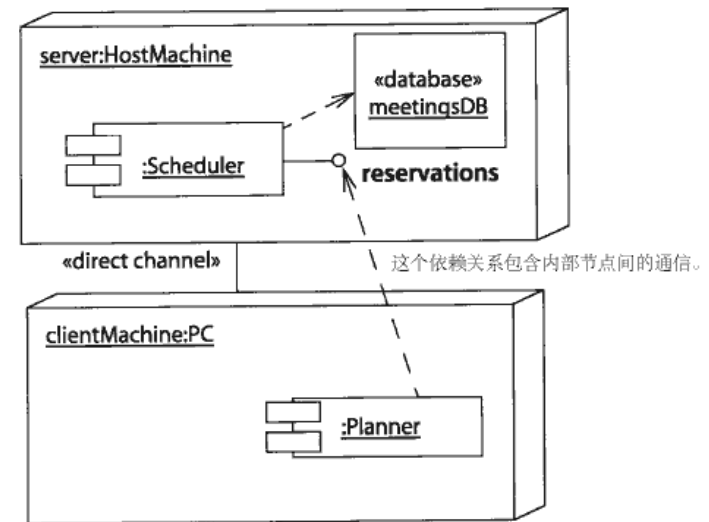 server:HostMachine
«database»
meetingsDB
:Scheduler
reservations
«direct channel»
这个依赖关系包含内部节点间的通信。
clientMachine:PC
:Planner